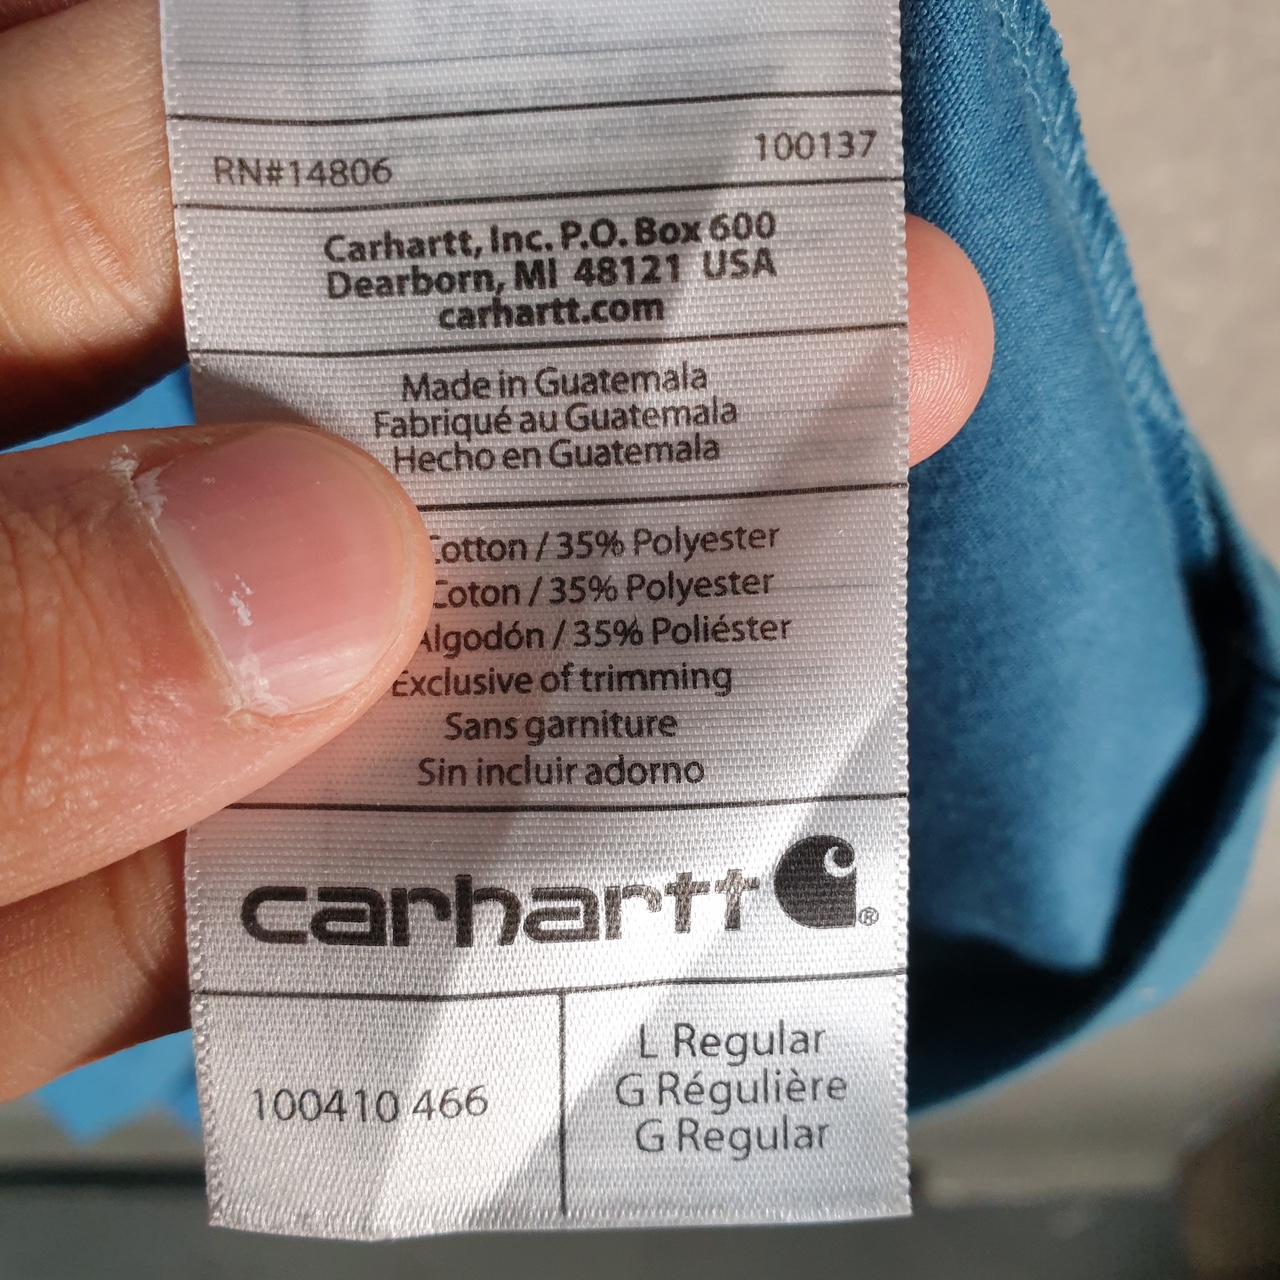 RN#14806 100137
Carhartt, Inc. P.O. Box 600
Dearborn, MI 48121 USA
carhartt.com
Made in Guatemala
Fabriqué au Guatemala
Hecho en Guatemala
Cotton / 35% Polyester
Coton / 35% Polyester
Algodón / 35% Poliéster
Exclusive of trimming
Sans garniture
Sin incluir adorno
carhartt ®
100410 466
L Regular
G Régulière
G Regular